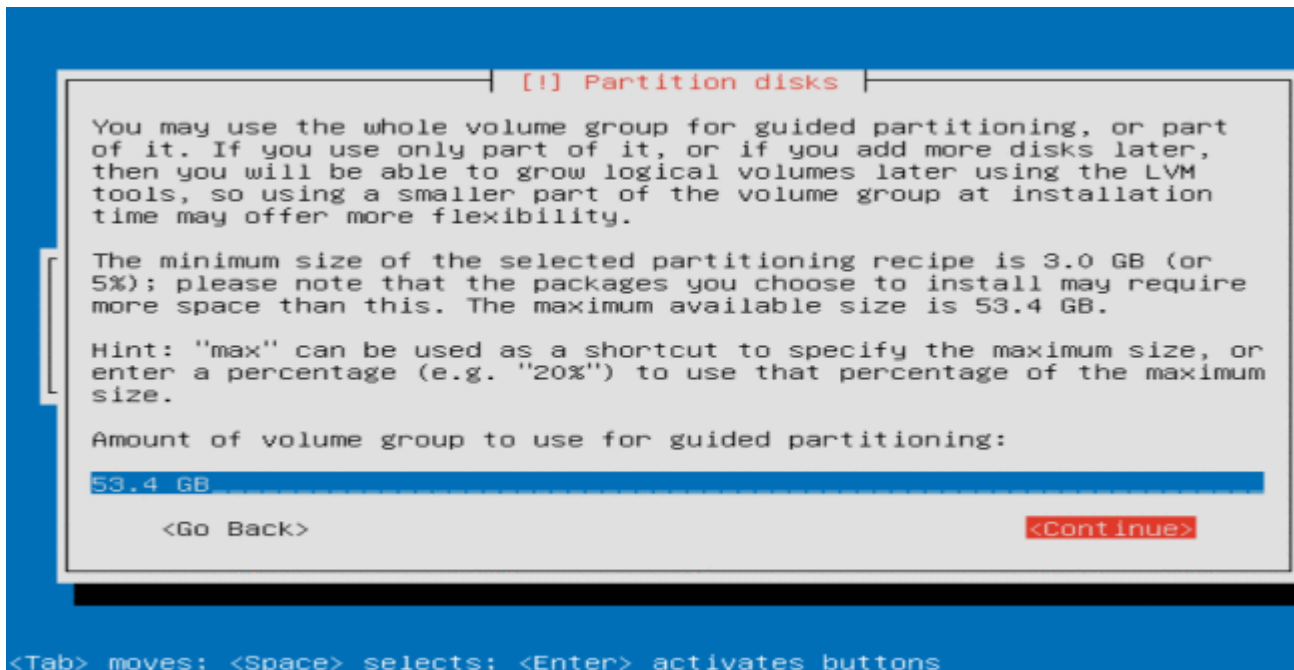 [!] Partition disks
You may use the whole volume group for guided partitioning, or part
of it. If you use only part of it, or if you add more disks later,
then you will be able to grow logical volumes later using the LVM
tools, so using a smaller part of the volume group at installation
time may offer more flexibility.
The minimum size of the selected partitioning recipe is 3.0 GB (or
5%); please note that the packages you choose to install may require
more space than this. The maximum available size is 53.4 GB.
Hint: "max" can be used as a shortcut to specify the maximum size, or
enter a percentage (e.g. "20%") to use that percentage of the maximum
size.
Amount of volume group to use for guided partitioning:
53.4 GB
<Go Back> <Continue>
<Tab> moves; <Space> selects; <Enter> activates buttons